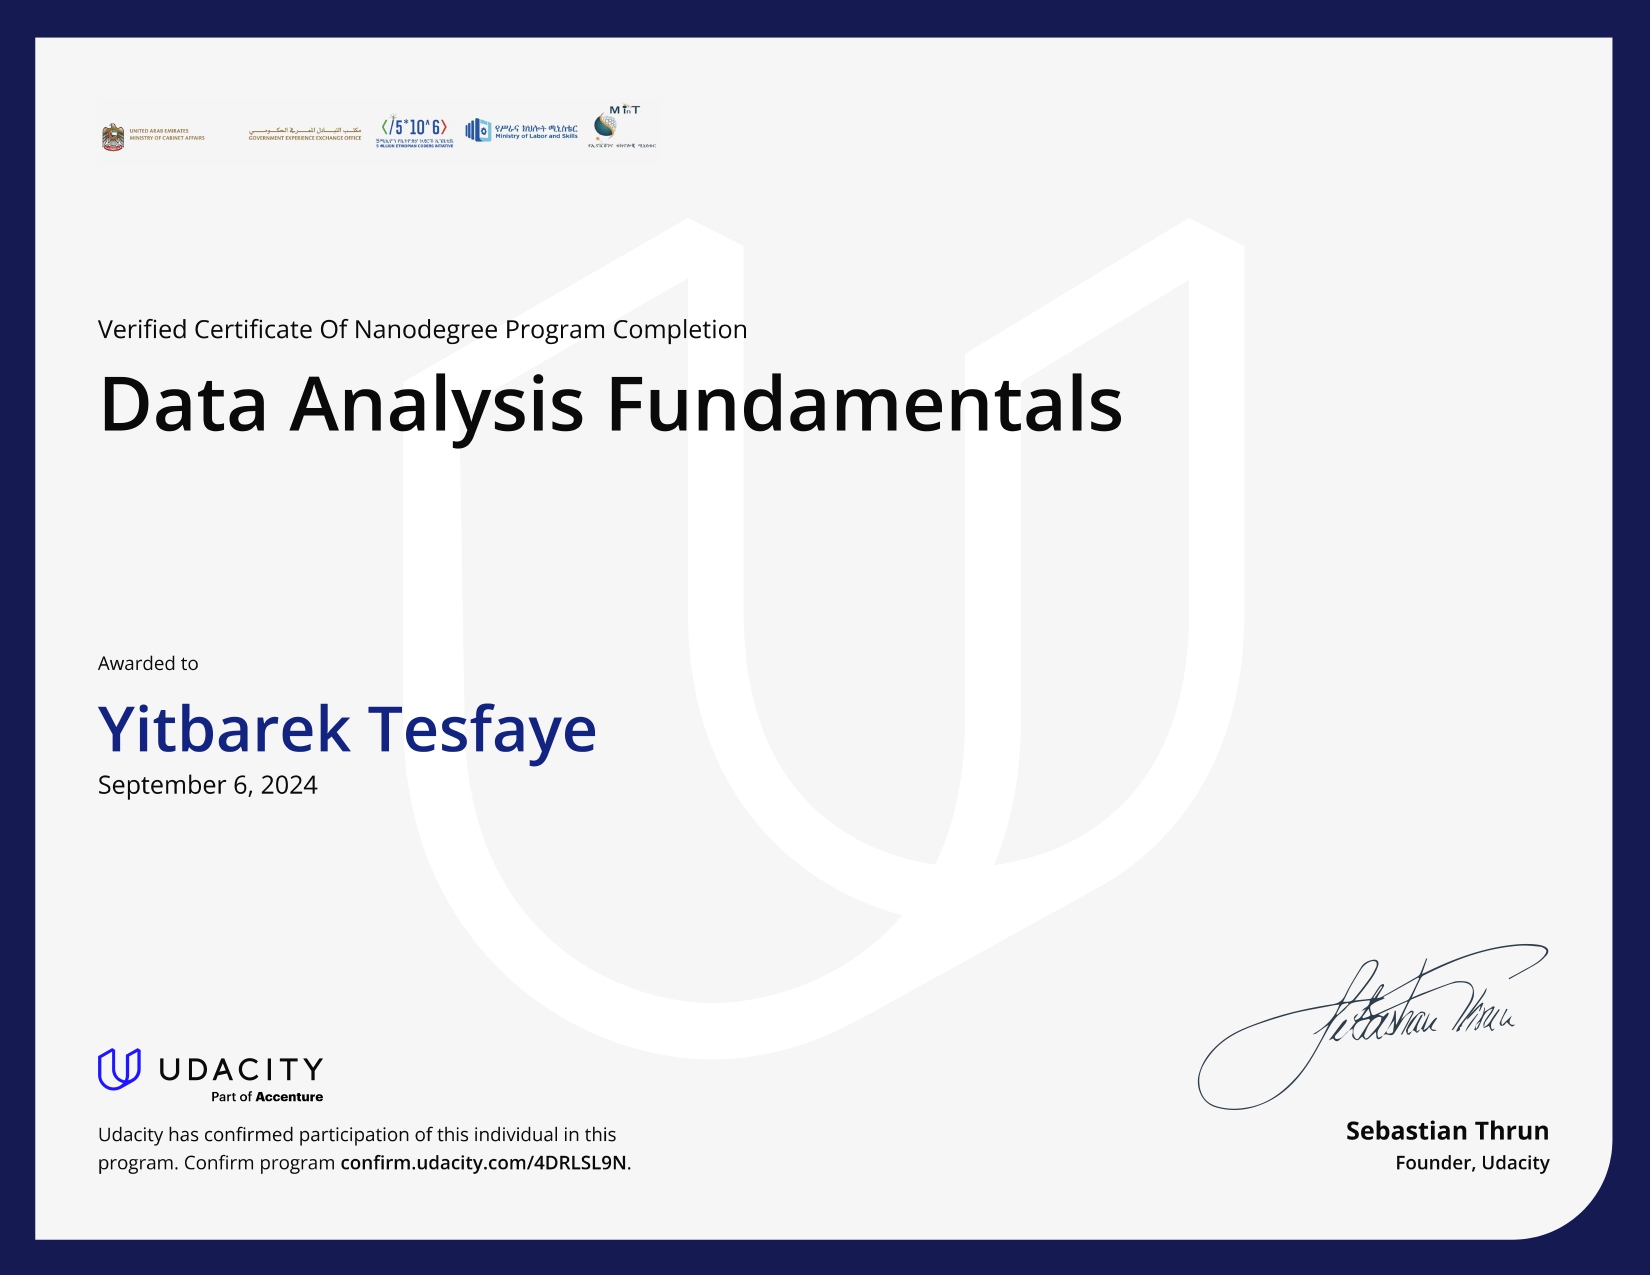 UNITED ARAB EMIRATES
MINISTRY OF CABINET AFFAIRS
مكتب التبادل المعرفي الحكومي
GOVERNMENT EXPERIENCE EXCHANGE OFFICE
</5*10^6>
5 MILLION ETHIOPIAN CODERS INITIATIVE
የሥራና ክህሎት ሚኒስቴር
Ministry of Labor and Skills
MinT
Verified Certificate Of Nanodegree Program Completion
Data Analysis Fundamentals
Awarded to
Yitbarek Tesfaye
September 6, 2024
UDACITY
Part of Accenture
Udacity has confirmed participation of this individual in this
program. Confirm program confirm.udacity.com/4DRLSL9N.
Sebastian Thrun
Sebastian Thrun
Founder, Udacity